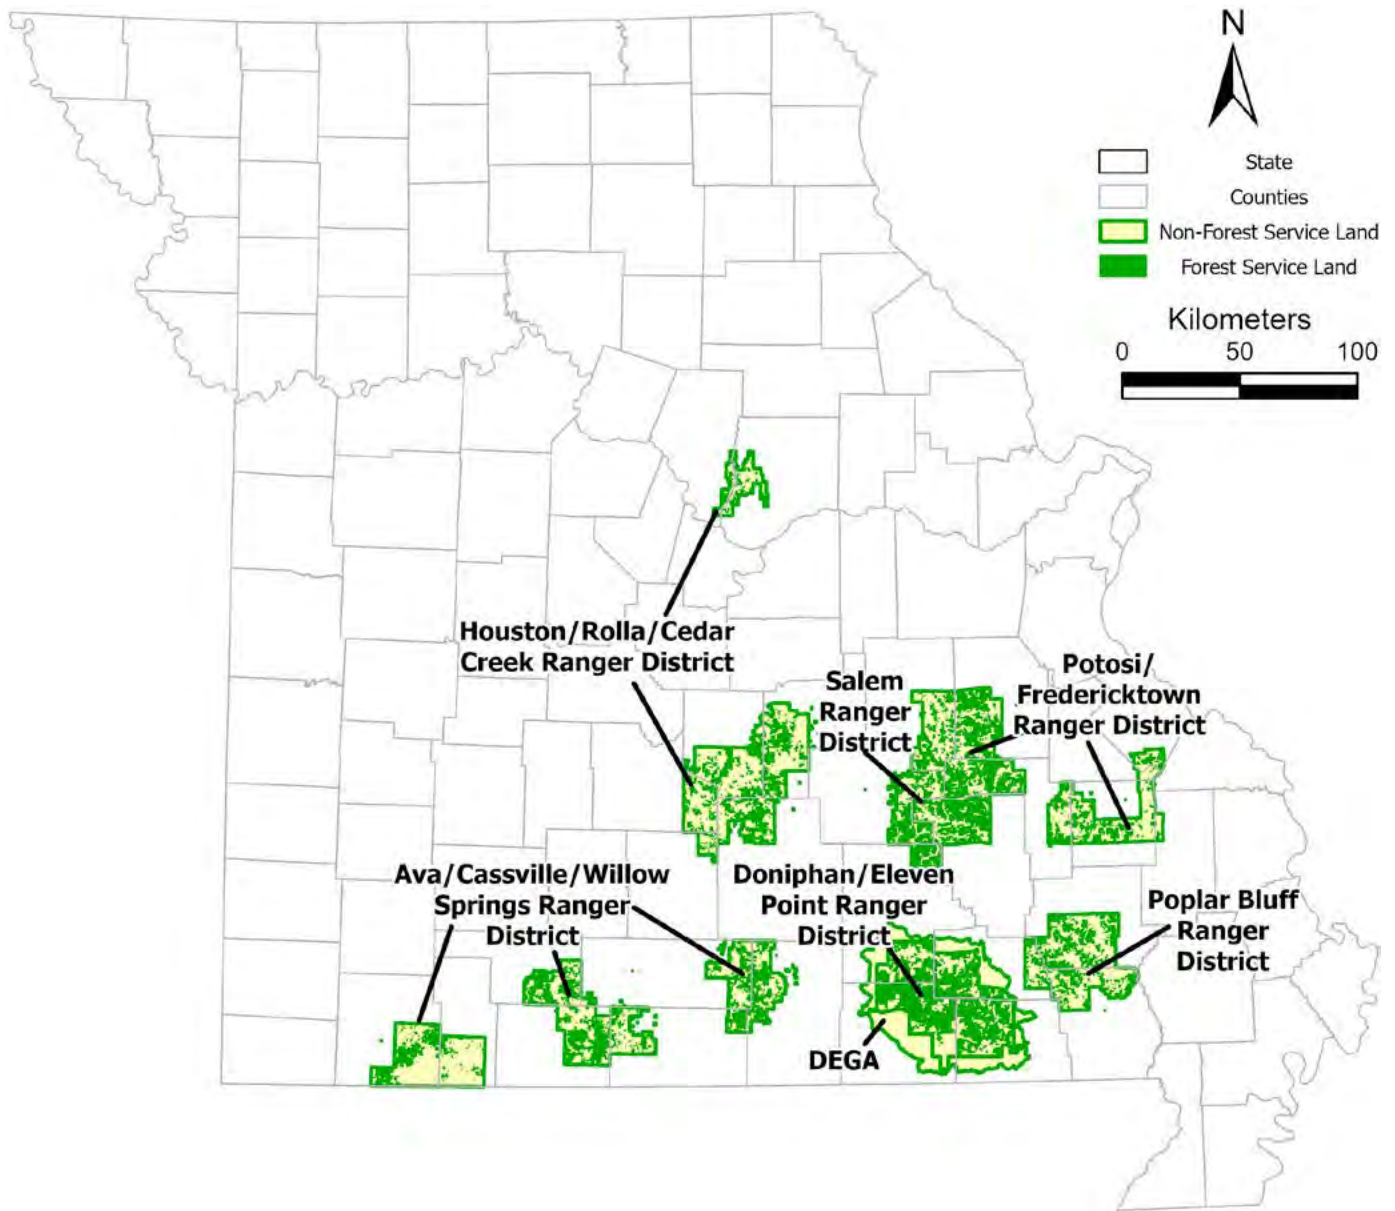 N
State
Counties
Non-Forest Service Land
Forest Service Land
Kilometers
0 50 100
Houston/Rolla/Cedar
Creek Ranger District
Salem
Ranger
District
Potosi/
Fredericktown
Ranger District
Ava/Cassville/Willow
Springs Ranger
District
Doniphan/Eleven
Point Ranger
District
Poplar Bluff
Ranger
District
DEGA